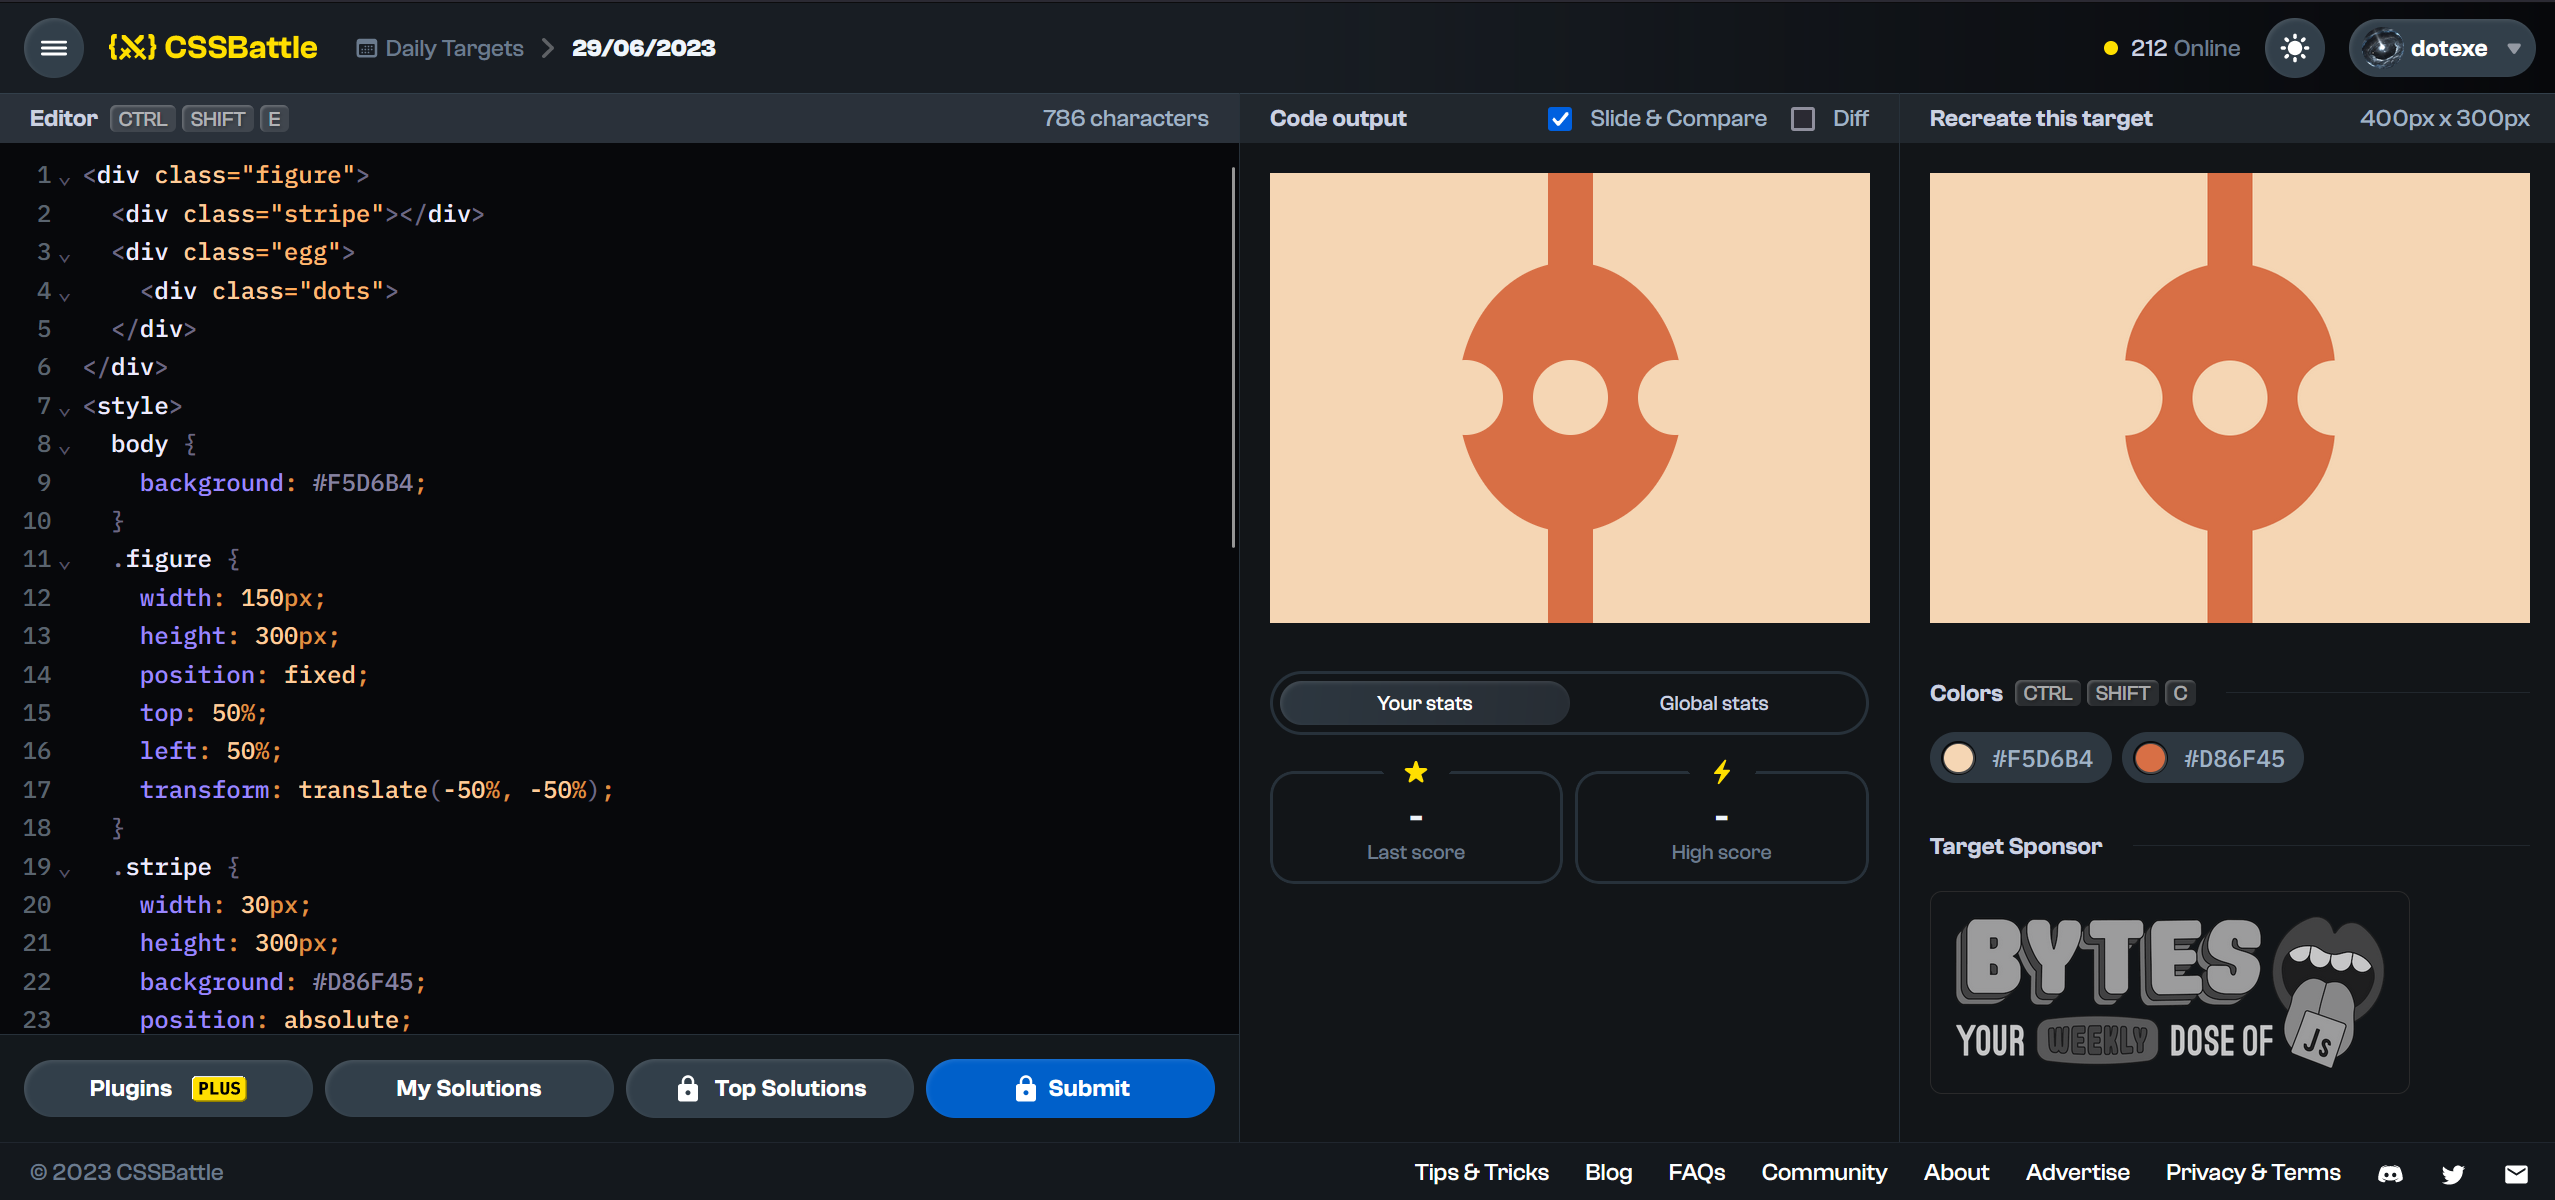 CSSBattle
Daily Targets > 29/06/2023
212 Online
dotexe
Editor CTRL SHIFT E
786 characters
1 <div class="figure">
2 <div class="stripe"></div>
3 <div class="egg">
4 <div class="dots">
5 </div>
6 </div>
7 <style>
8 body {
9 background: #F5D6B4;
10 }
11 .figure {
12 width: 150px;
13 height: 300px;
14 position: fixed;
15 top: 50%;
16 left: 50%;
17 transform: translate(-50%, -50%);
18 }
19 .stripe {
20 width: 30px;
21 height: 300px;
22 background: #D86F45;
23 position: absolute;
Plugins PLUS
My Solutions
Top Solutions
Submit
Code output
Slide & Compare
Diff
Your stats
Global stats
-
Last score
-
High score
Recreate this target
400px x 300px
Colors CTRL SHIFT C
#F5D6B4
#D86F45
Target Sponsor
BYTES
YOUR WEEKLY DOSE OF JS
© 2023 CSSBattle
Tips & Tricks
Blog
FAQs
Community
About
Advertise
Privacy & Terms